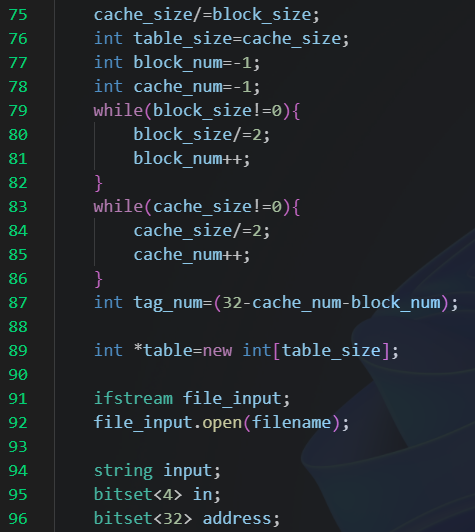 75 cache_size/=block_size;
76 int table_size=cache_size;
77 int block_num=-1;
78 int cache_num=-1;
79 while(block_size!=0){
80 block_size/=2;
81 block_num++;
82 }
83 while(cache_size!=0){
84 cache_size/=2;
85 cache_num++;
86 }
87 int tag_num=(32-cache_num-block_num);
88
89 int *table=new int[table_size];
90
91 ifstream file_input;
92 file_input.open(filename);
93
94 string input;
95 bitset<4> in;
96 bitset<32> address;